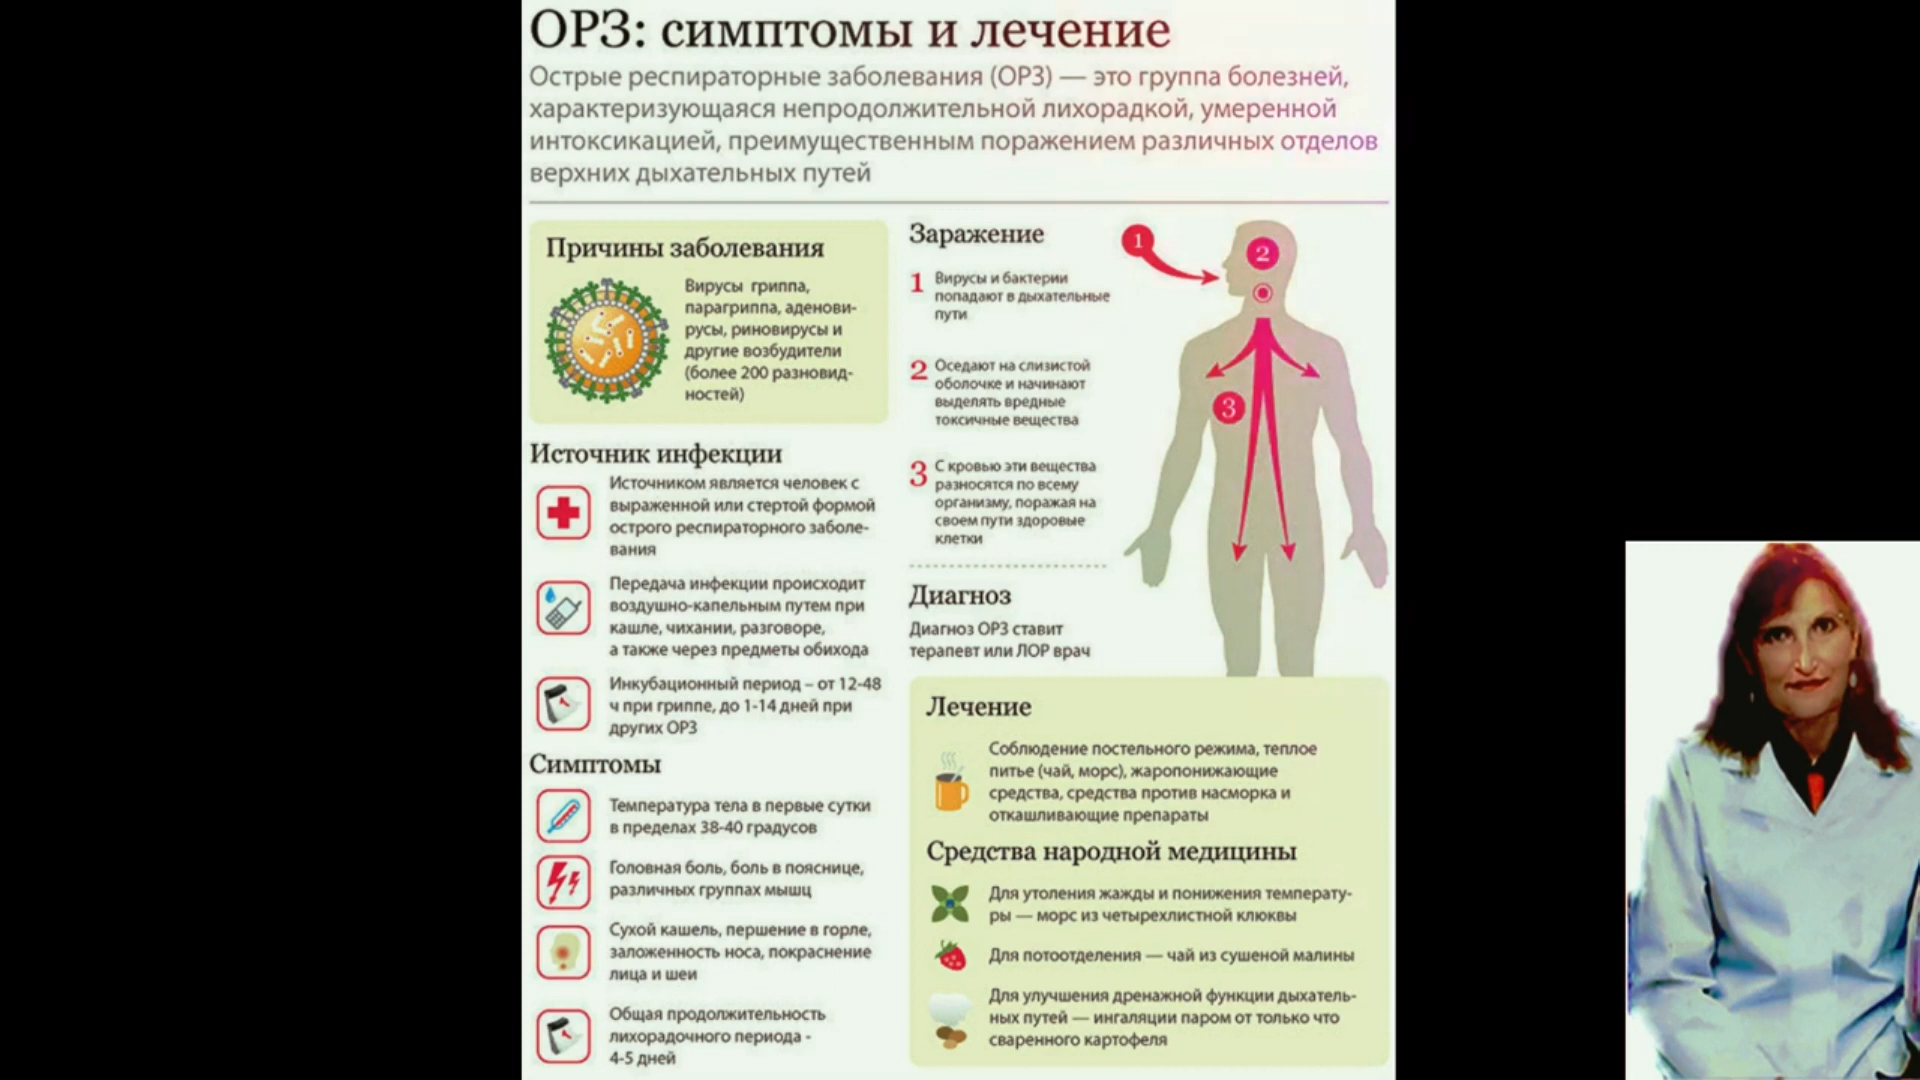 ОРЗ: симптомы и лечение
Острые респираторные заболевания (ОРЗ) — это группа болезней,
характеризующаяся непродолжительной лихорадкой, умеренной
интоксикацией, преимущественным поражением различных отделов
верхних дыхательных путей
Причины заболевания
Вирусы гриппа,
парагриппа, аденови-
русы, риновирусы и
другие возбудители
(более 200 разновид-
ностей)
Источник инфекции
Источником является человек с
выраженной или стертой формой
острого респираторного заболе-
вания
Передача инфекции происходит
воздушно-капельным путем при
кашле, чихании, разговоре,
а также через предметы обихода
Инкубационный период – от 12-48
ч при гриппе, до 1-14 дней при
других ОРЗ
Симптомы
Температура тела в первые сутки
в пределах 38-40 градусов
Головная боль, боль в пояснице,
различных группах мышц
Сухой кашель, першение в горле,
заложенность носа, покраснение
лица и шеи
Общая продолжительность
лихорадочного периода -
4-5 дней
Заражение
1 Вирусы и бактерии
попадают в дыхательные
пути
2 Оседают на слизистой
оболочке и начинают
выделять вредные
токсичные вещества
3 С кровью эти вещества
разносятся по всему
организму, поражая на
своем пути здоровые
клетки
1
2
3
Диагноз
Диагноз ОРЗ ставит
терапевт или ЛОР врач
Лечение
Соблюдение постельного режима, теплое
питье (чай, морс), жаропонижающие
средства, средства против насморка и
откашливающие препараты
Средства народной медицины
Для утоления жажды и понижения температу-
ры — морс из четырехлистной клюквы
Для потоотделения — чай из сушеной малины
Для улучшения дренажной функции дыхатель-
ных путей — ингаляции паром от только что
сваренного картофеля